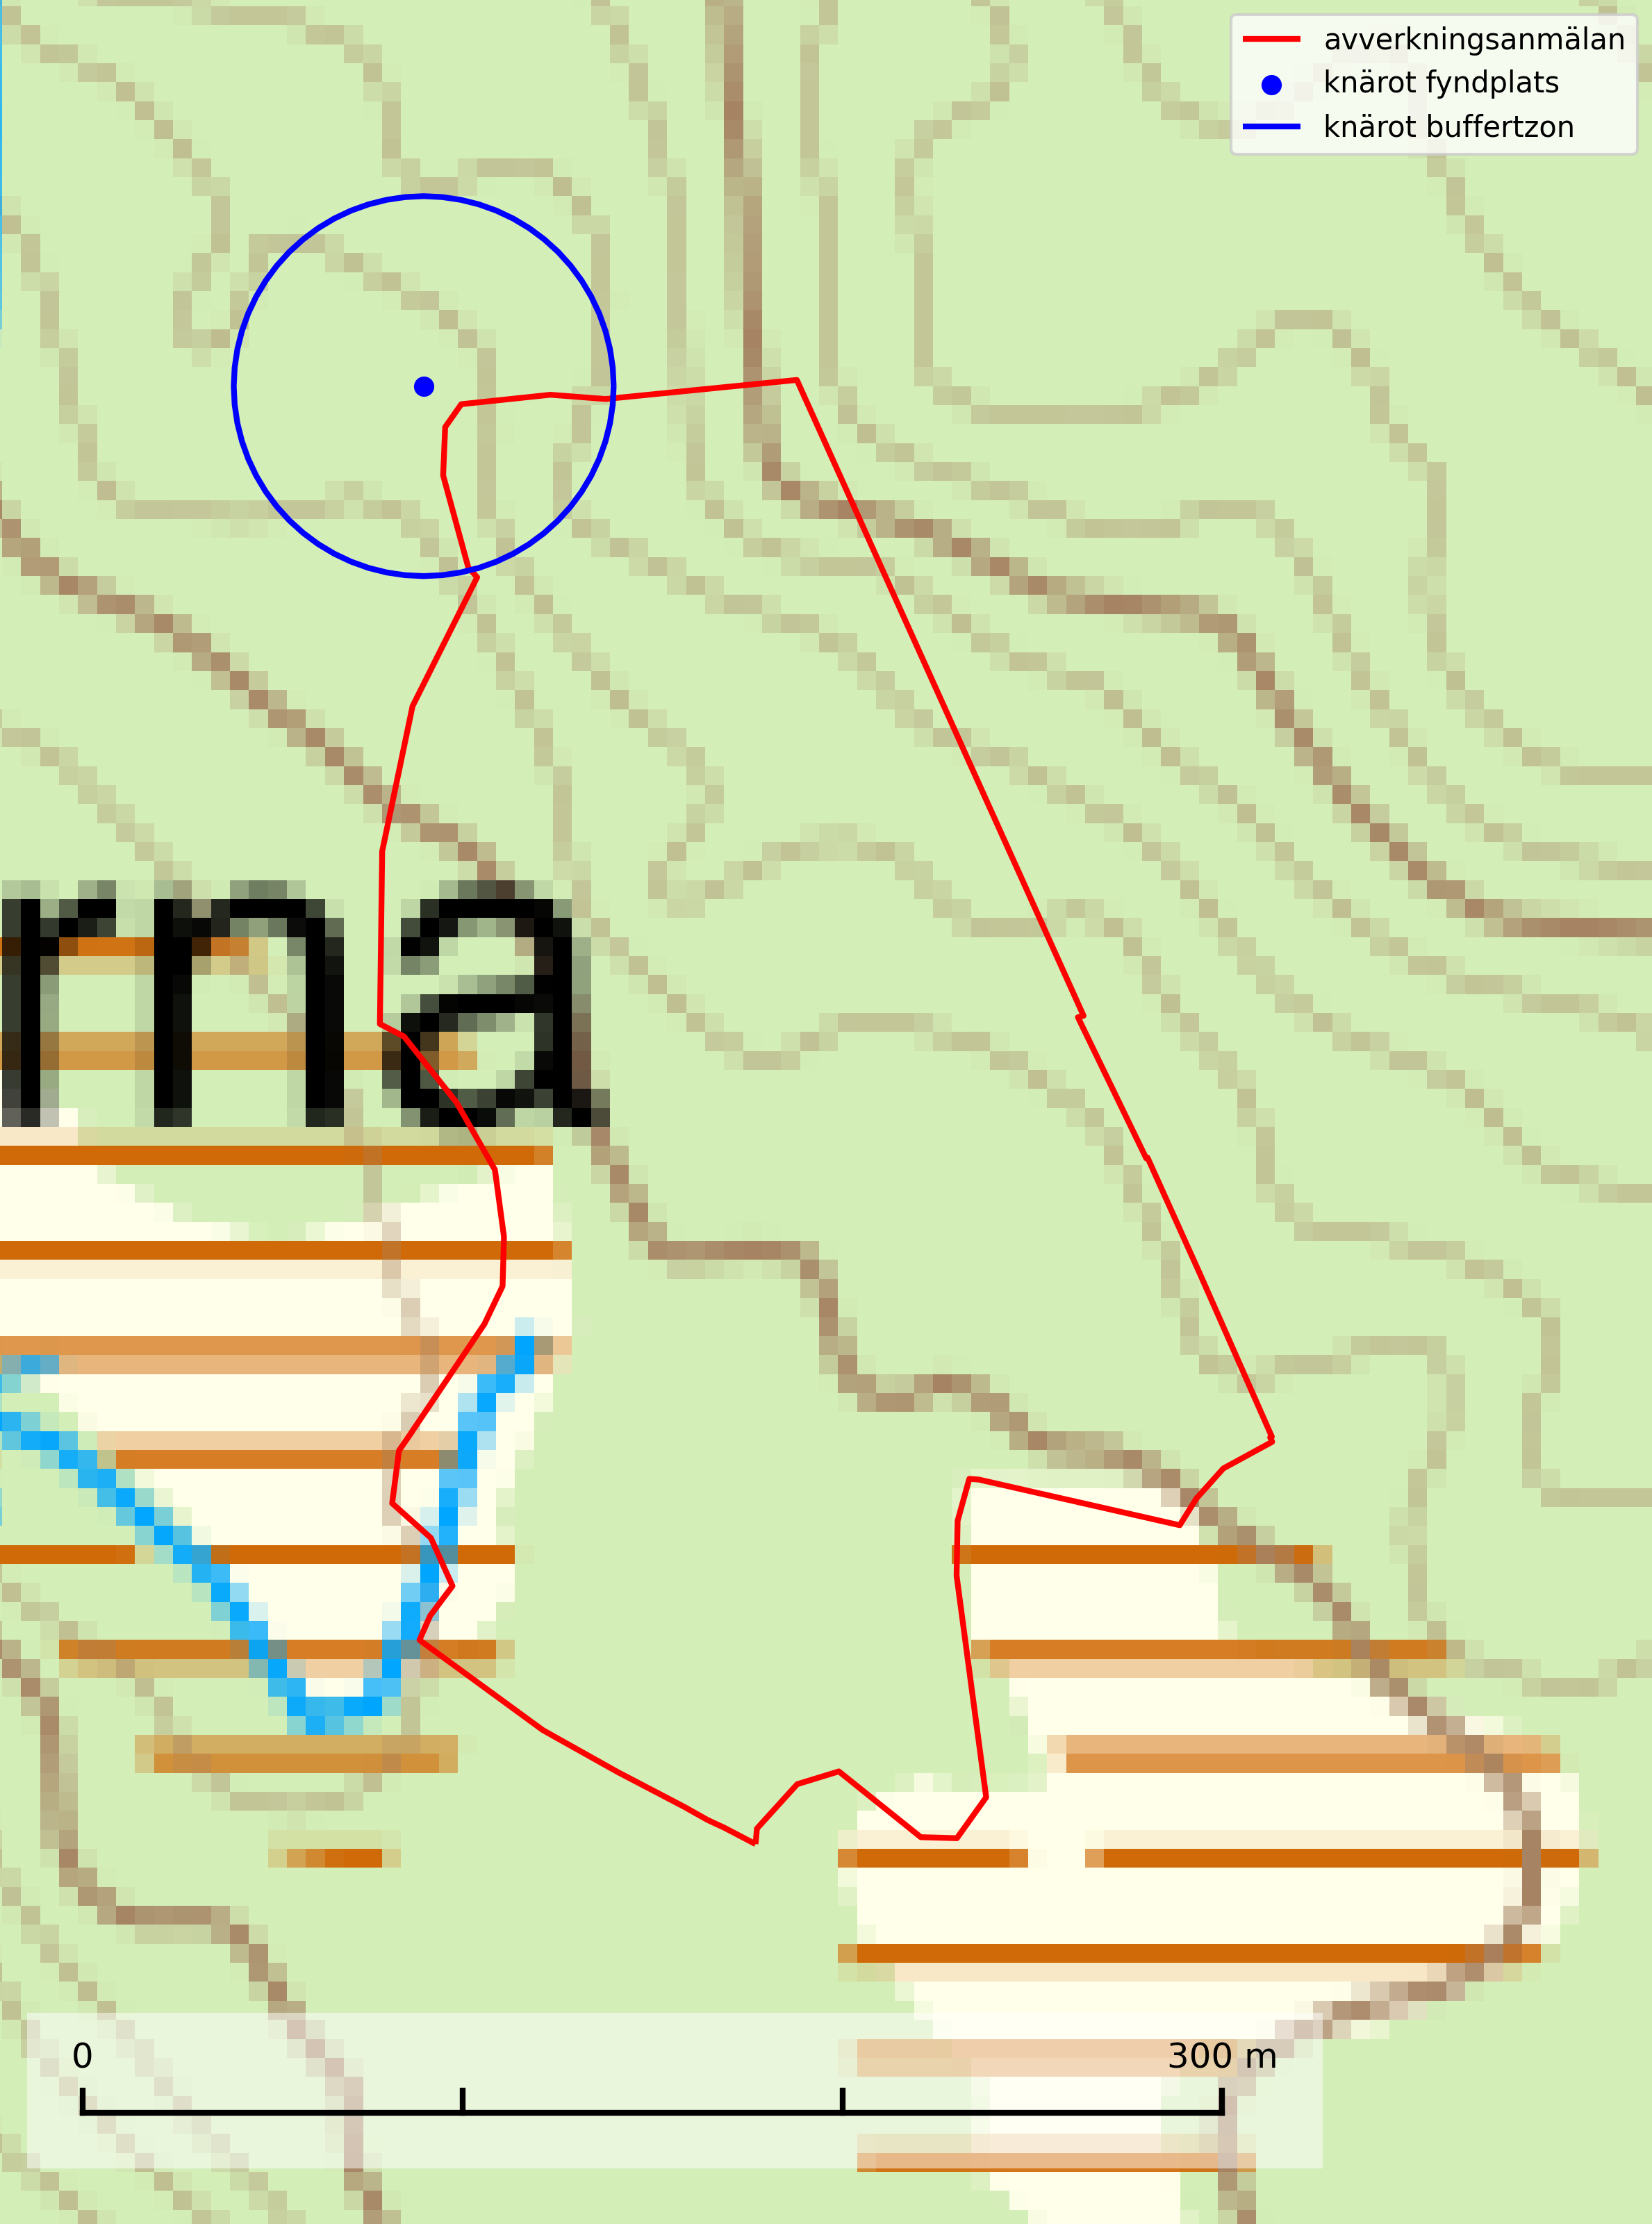 avverkningsanmälan
knärot fyndplats
knärot buffertzon
rna
0 300 m